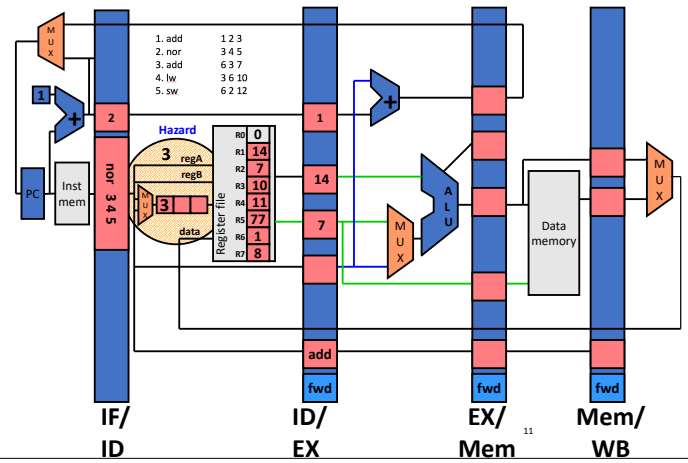 M U X
1. add 1 2 3
2. nor 3 4 5
3. add 6 3 7
4. lw 3 6 10
5. sw 6 2 12
1
+
+
2
1
Hazard
3 regA
regB
R0 0
R1 14
R2 7
R3 10
R4 11
R5 77
R6 1
R7 8
PC
Inst
mem
nor 3 4 5
M U X
3
data
Register file
14
7
M U X
A L U
Data
memory
M U X
add
fwd
fwd
fwd
IF/
ID
ID/
EX
EX/
Mem
11
Mem/
WB